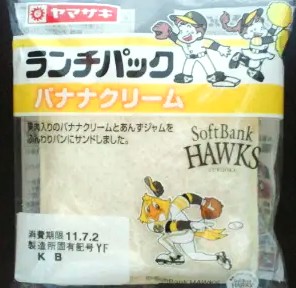 ヤマザキ
ランチパック
バナナクリーム
果肉入りのバナナクリームとあんずジャムを
ふんわりパンにサンドしました。
SoftBank
HAWKS
消費期限 11.7.2
製造所固有記号 YF
K B